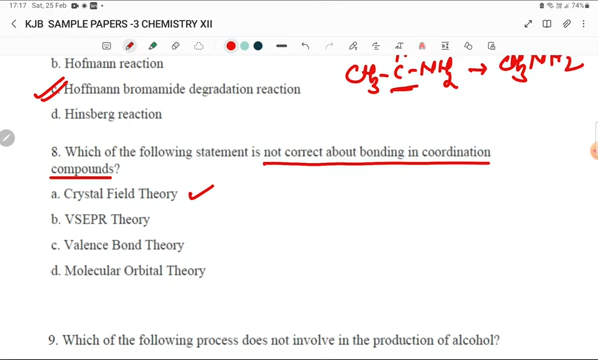 17:17 Sat, 25 Feb
74%
KJB SAMPLE PAPERS -3 CHEMISTRY XII
b. Hofmann reaction
c. Hoffmann bromamide degradation reaction
CH3-C-NH2 → CH3NH2
d. Hinsberg reaction
8. Which of the following statement is not correct about bonding in coordination
compounds?
a. Crystal Field Theory
b. VSEPR Theory
c. Valence Bond Theory
d. Molecular Orbital Theory
9. Which of the following process does not involve in the production of alcohol?